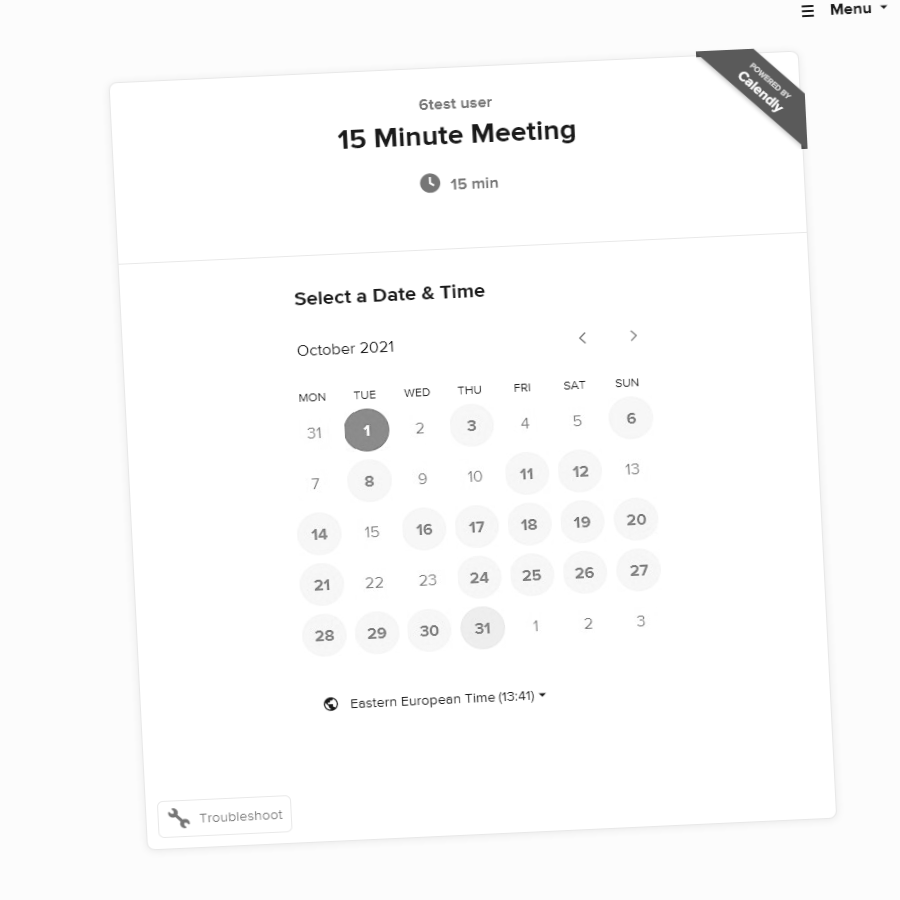 Menu
POWERED BY
Calendly
6test user
15 Minute Meeting
15 min
Select a Date & Time
October 2021
MON TUE WED THU FRI SAT SUN
31 1 2 3 4 5 6
7 8 9 10 11 12 13
14 15 16 17 18 19 20
21 22 23 24 25 26 27
28 29 30 31 1 2 3
Eastern European Time (13:41)
Troubleshoot